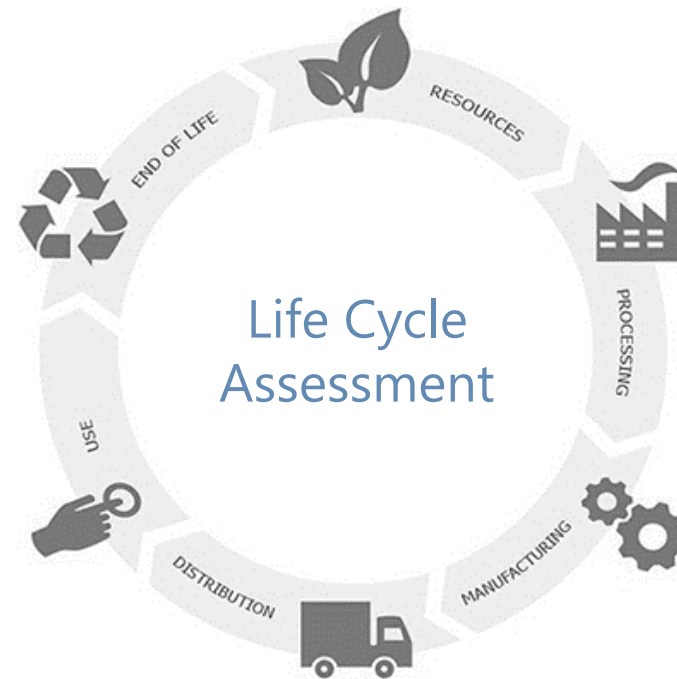 Life Cycle
Assessment
RESOURCES
PROCESSING
MANUFACTURING
DISTRIBUTION
USE
END OF LIFE